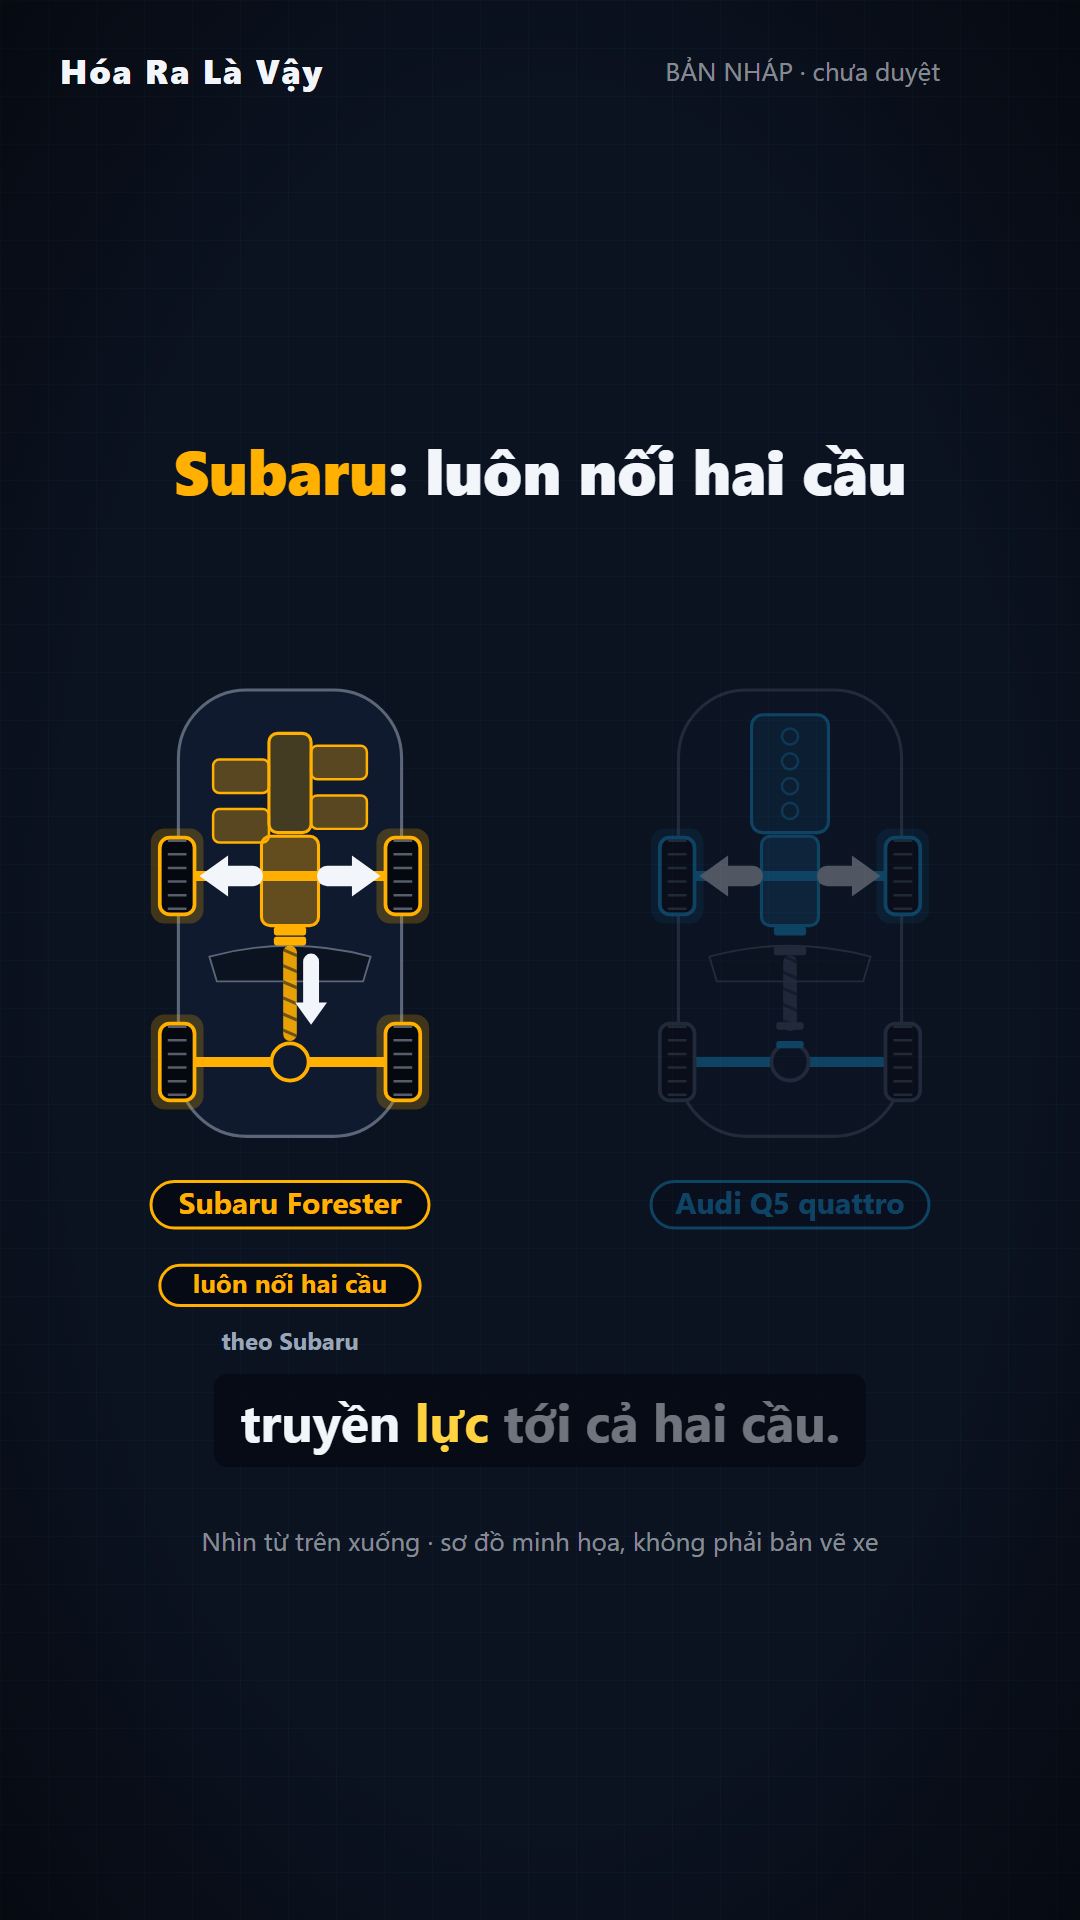 Hóa Ra Là Vậy
BẢN NHÁP · chưa duyệt
Subaru: luôn nối hai cầu
Subaru Forester
Audi Q5 quattro
luôn nối hai cầu
theo Subaru
truyền lực tới cả hai cầu.
Nhìn từ trên xuống · sơ đồ minh họa, không phải bản vẽ xe